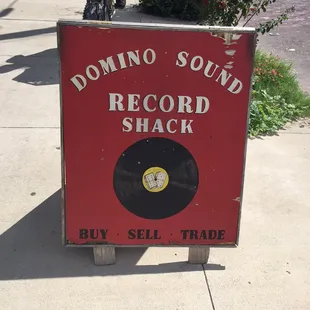 DOMINO SOUND
RECORD
SHACK
BUY · SELL · TRADE